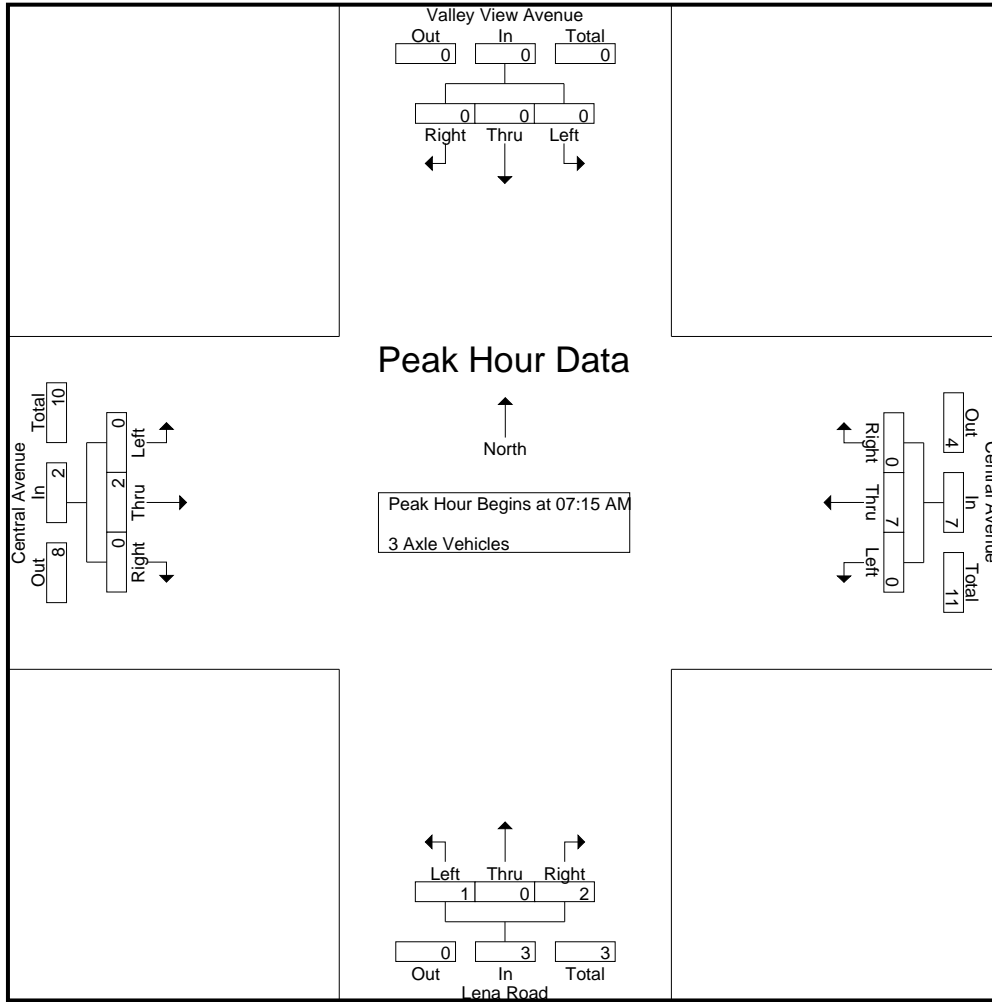 Valley View Avenue
Out In Total
0 0 0
0 0 0
Right Thru Left
Peak Hour Data
North
Peak Hour Begins at 07:15 AM
3 Axle Vehicles
Central Avenue
Total In Out
10 2 8
0 2 0
Left Thru Right
Right Thru Left
0 7 0
Out In Total
4 7 11
Central Avenue
Left Thru Right
1 0 2
0 3 3
Out In Total
Lena Road